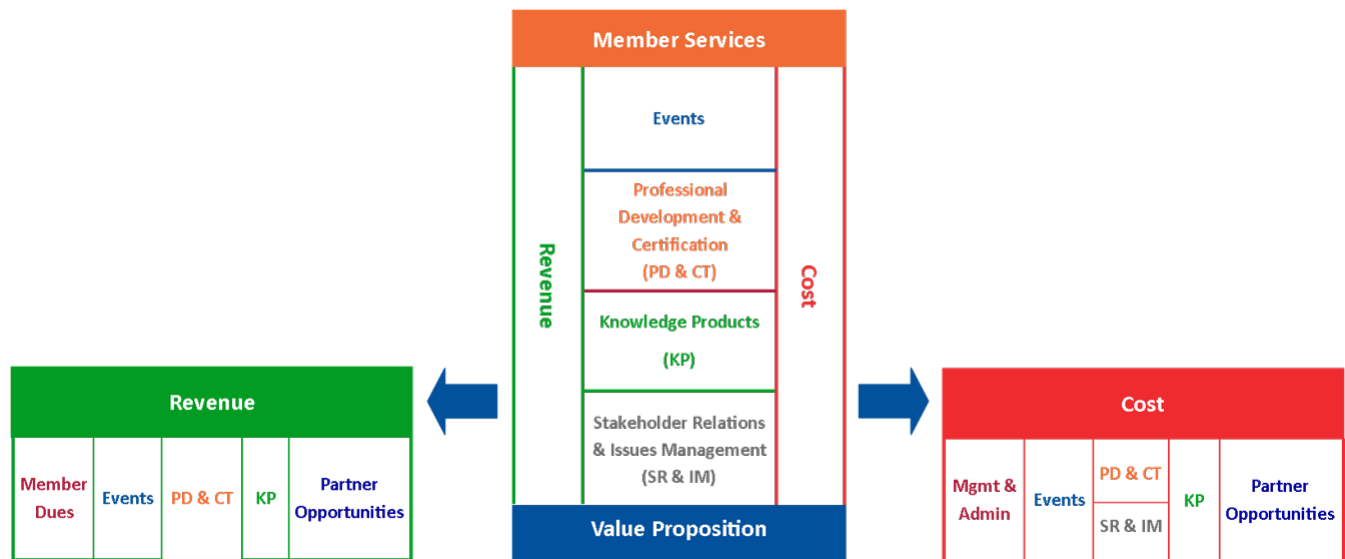 Member Services
Revenue
Events
Professional
Development &
Certification
(PD & CT)
Knowledge Products
(KP)
Stakeholder Relations
& Issues Management
(SR & IM)
Cost
Value Proposition
Revenue
Member
Dues
Events
PD & CT
KP
Partner
Opportunities
Cost
Mgmt &
Admin
Events
PD & CT
SR & IM
KP
Partner
Opportunities